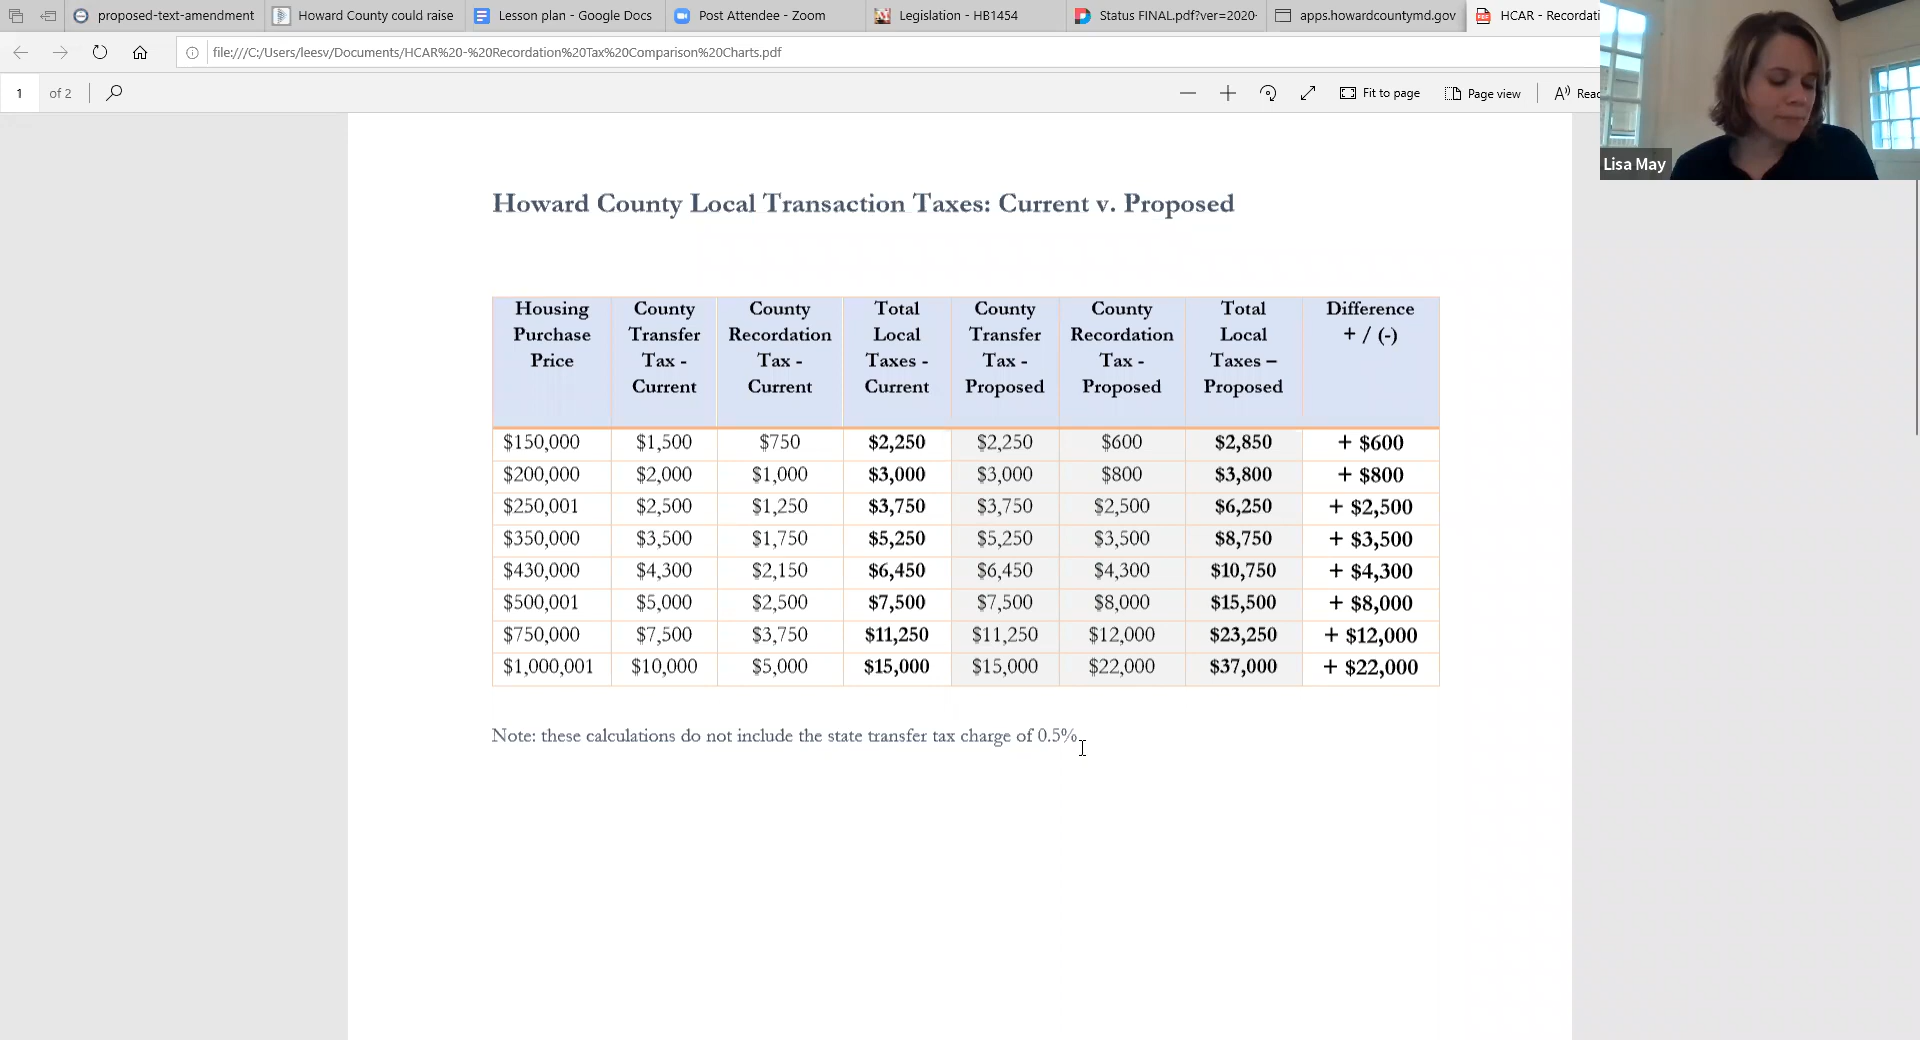 proposed-text-amendment
Howard County could raise
Lesson plan - Google Docs
Post Attendee - Zoom
Legislation - HB1454
Status FINAL.pdf?ver=2020-
apps.howardcountymd.gov
HCAR - Recordati
file:///C:/Users/leesv/Documents/HCAR%20-%20Recordation%20Tax%20Comparison%20Charts.pdf
1 of 2
Fit to page
Page view
Reac
Lisa May
Howard County Local Transaction Taxes: Current v. Proposed
Housing Purchase Price
County Transfer Tax - Current
County Recordation Tax - Current
Total Local Taxes - Current
County Transfer Tax - Proposed
County Recordation Tax - Proposed
Total Local Taxes – Proposed
Difference + / (-)
$150,000 $1,500 $750 $2,250 $2,250 $600 $2,850 + $600
$200,000 $2,000 $1,000 $3,000 $3,000 $800 $3,800 + $800
$250,001 $2,500 $1,250 $3,750 $3,750 $2,500 $6,250 + $2,500
$350,000 $3,500 $1,750 $5,250 $5,250 $3,500 $8,750 + $3,500
$430,000 $4,300 $2,150 $6,450 $6,450 $4,300 $10,750 + $4,300
$500,001 $5,000 $2,500 $7,500 $7,500 $8,000 $15,500 + $8,000
$750,000 $7,500 $3,750 $11,250 $11,250 $12,000 $23,250 + $12,000
$1,000,001 $10,000 $5,000 $15,000 $15,000 $22,000 $37,000 + $22,000
Note: these calculations do not include the state transfer tax charge of 0.5%.